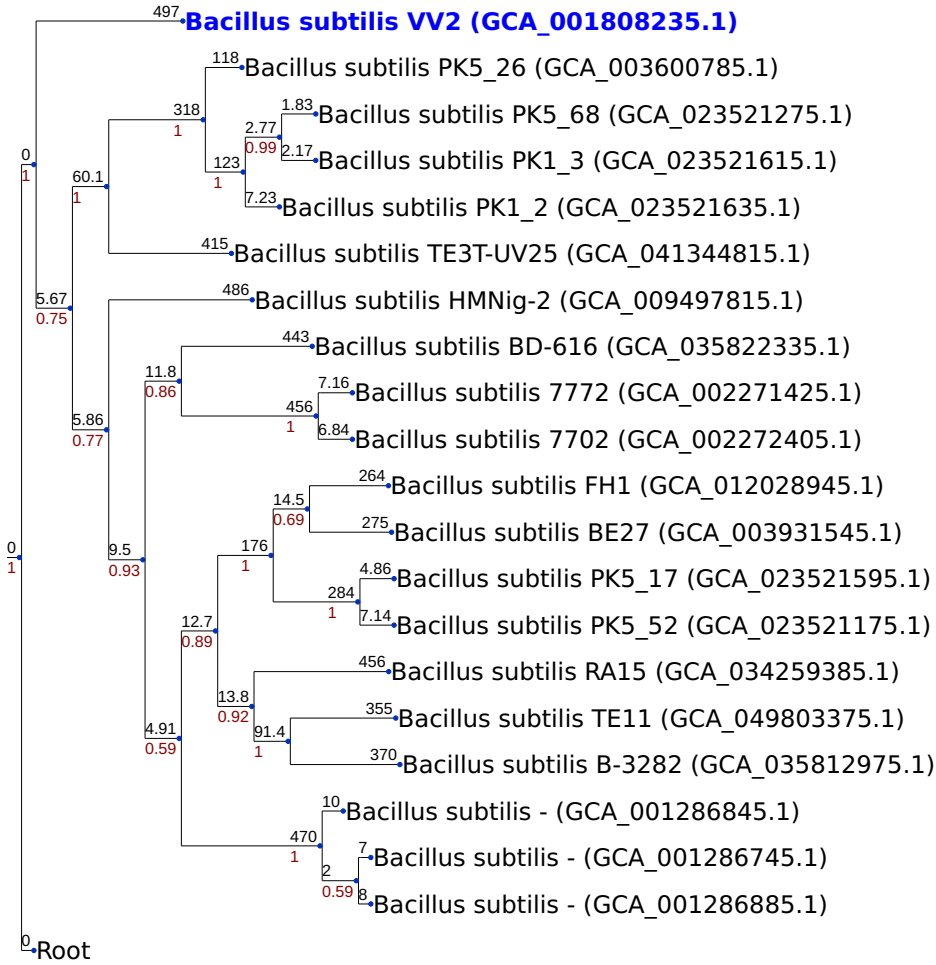 497
Bacillus subtilis VV2 (GCA_001808235.1)
118
Bacillus subtilis PK5_26 (GCA_003600785.1)
318
1
1.83
Bacillus subtilis PK5_68 (GCA_023521275.1)
2.77
0.99
0
1
2.17
Bacillus subtilis PK1_3 (GCA_023521615.1)
123
1
60.1
1
7.23
Bacillus subtilis PK1_2 (GCA_023521635.1)
415
Bacillus subtilis TE3T-UV25 (GCA_041344815.1)
5.67
0.75
486
Bacillus subtilis HMNig-2 (GCA_009497815.1)
443
Bacillus subtilis BD-616 (GCA_035822335.1)
11.8
0.86
7.16
Bacillus subtilis 7772 (GCA_002271425.1)
456
1
5.86
0.77
6.84
Bacillus subtilis 7702 (GCA_002272405.1)
264
Bacillus subtilis FH1 (GCA_012028945.1)
14.5
0.69
275
Bacillus subtilis BE27 (GCA_003931545.1)
0
1
9.5
0.93
176
1
4.86
Bacillus subtilis PK5_17 (GCA_023521595.1)
284
1
7.14
Bacillus subtilis PK5_52 (GCA_023521175.1)
12.7
0.89
456
Bacillus subtilis RA15 (GCA_034259385.1)
13.8
0.92
355
Bacillus subtilis TE11 (GCA_049803375.1)
4.91
0.59
91.4
1
370
Bacillus subtilis B-3282 (GCA_035812975.1)
10
Bacillus subtilis - (GCA_001286845.1)
470
1
7
Bacillus subtilis - (GCA_001286745.1)
2
0.59
8
Bacillus subtilis - (GCA_001286885.1)
0
Root